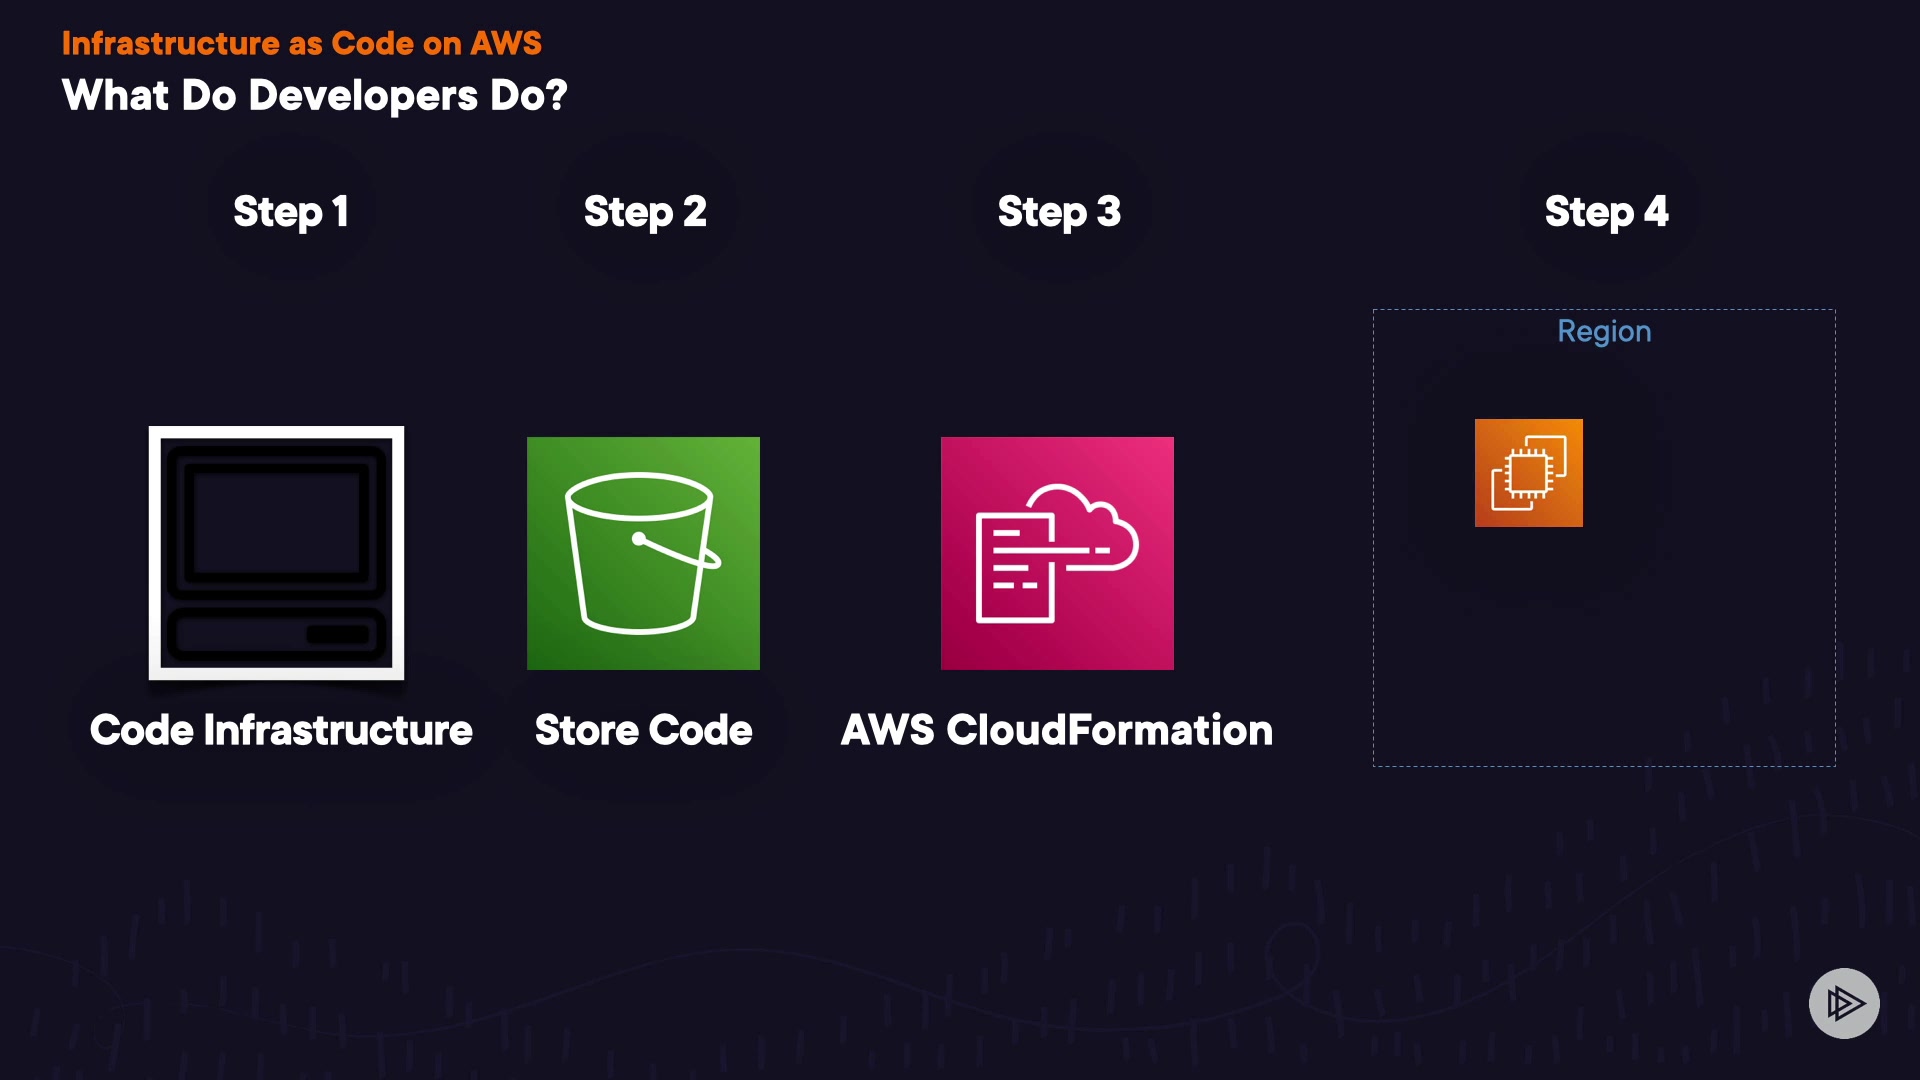 Infrastructure as Code on AWS
What Do Developers Do?
Step 1
Step 2
Step 3
Step 4
Region
Code Infrastructure
Store Code
AWS CloudFormation